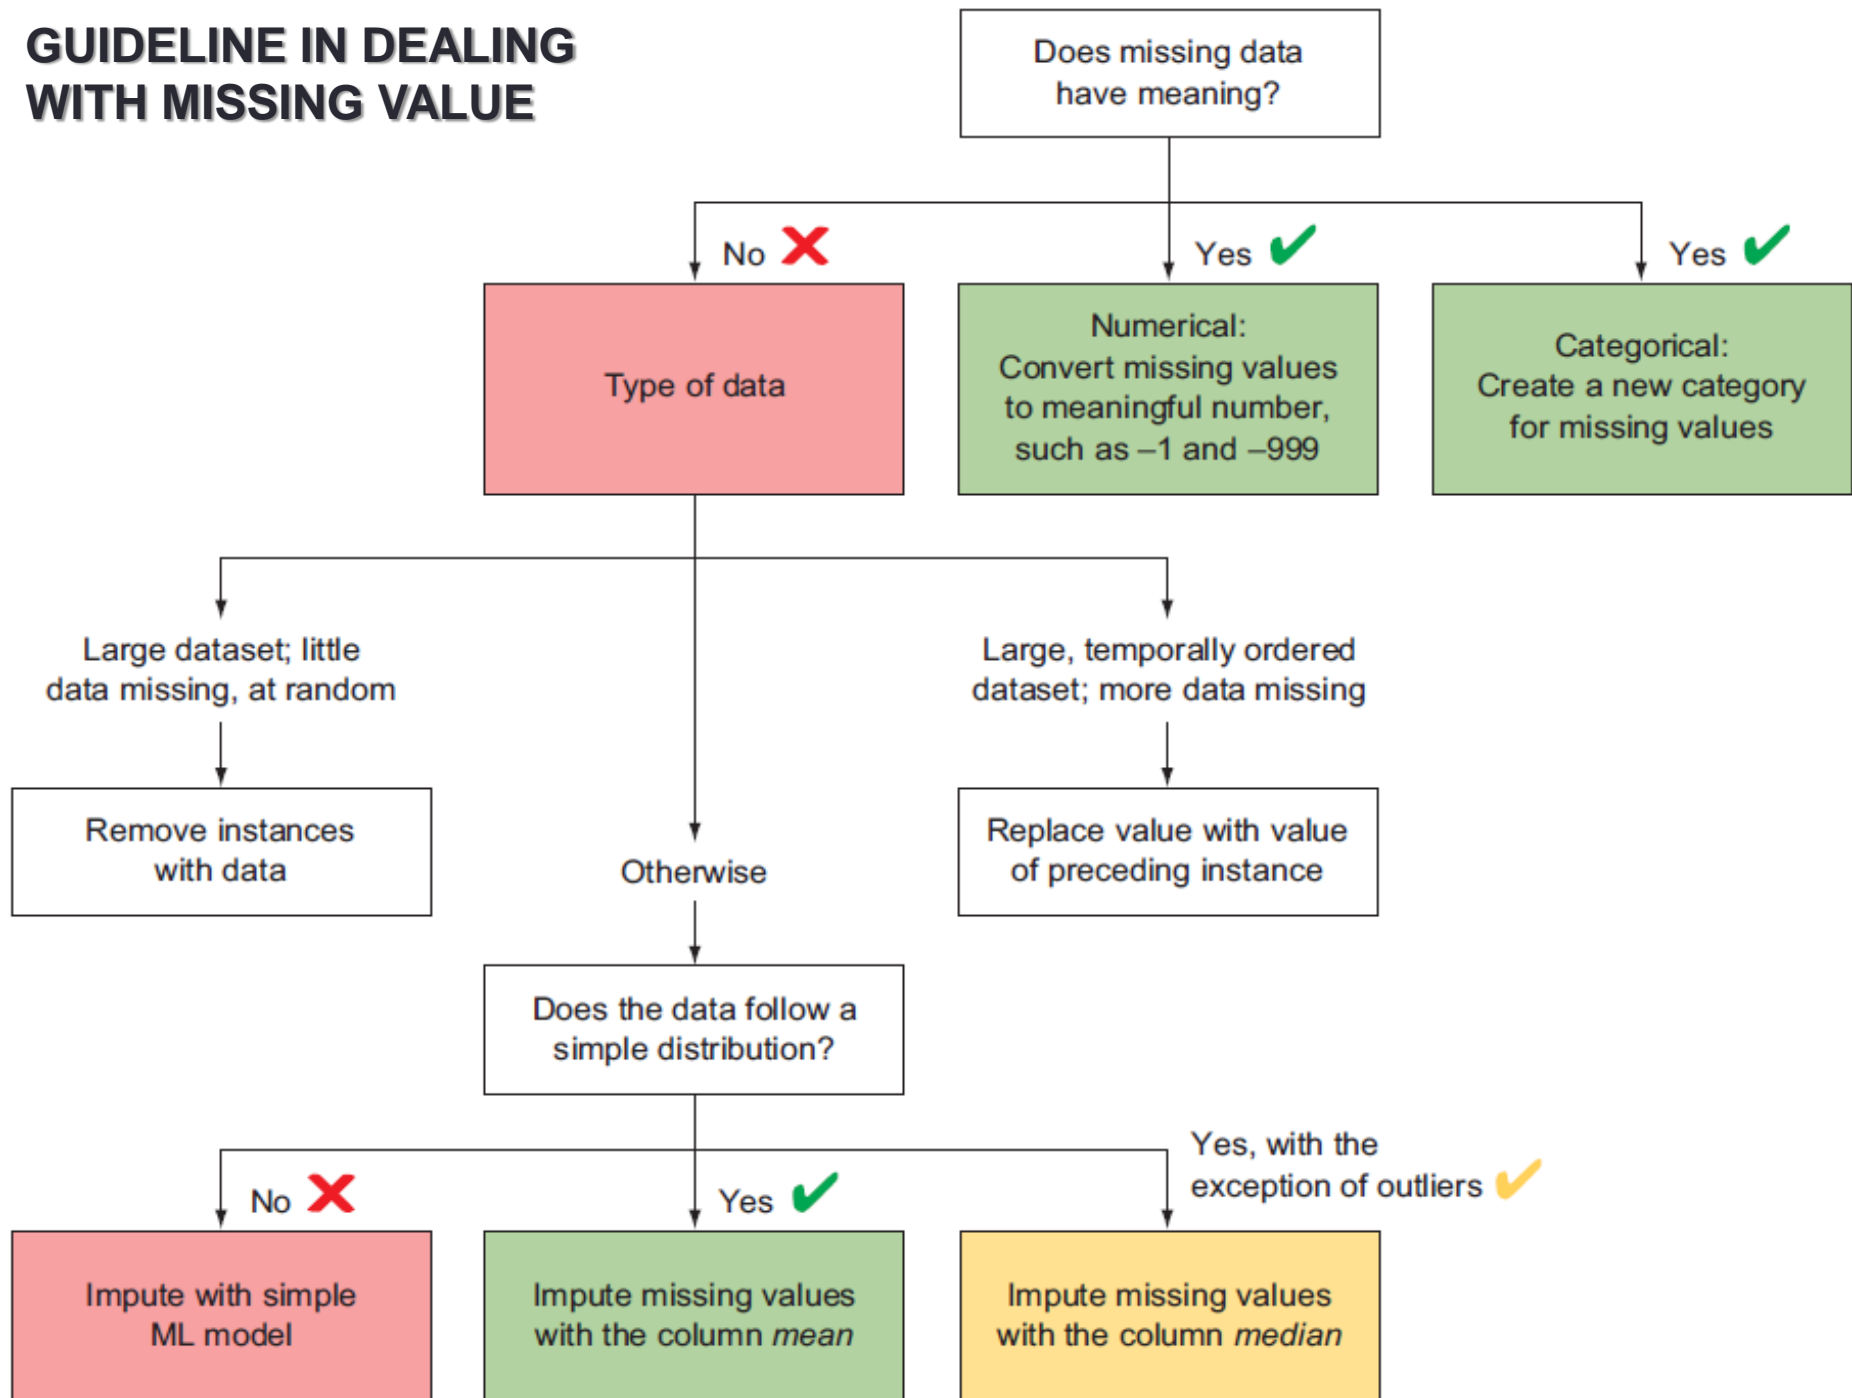 GUIDELINE IN DEALING
WITH MISSING VALUE
Does missing data
have meaning?
No
Yes
Yes
Type of data
Numerical:
Convert missing values
to meaningful number,
such as –1 and –999
Categorical:
Create a new category
for missing values
Large dataset; little
data missing, at random
Large, temporally ordered
dataset; more data missing
Remove instances
with data
Otherwise
Replace value with value
of preceding instance
Does the data follow a
simple distribution?
No
Yes
Yes, with the
exception of outliers
Impute with simple
ML model
Impute missing values
with the column mean
Impute missing values
with the column median